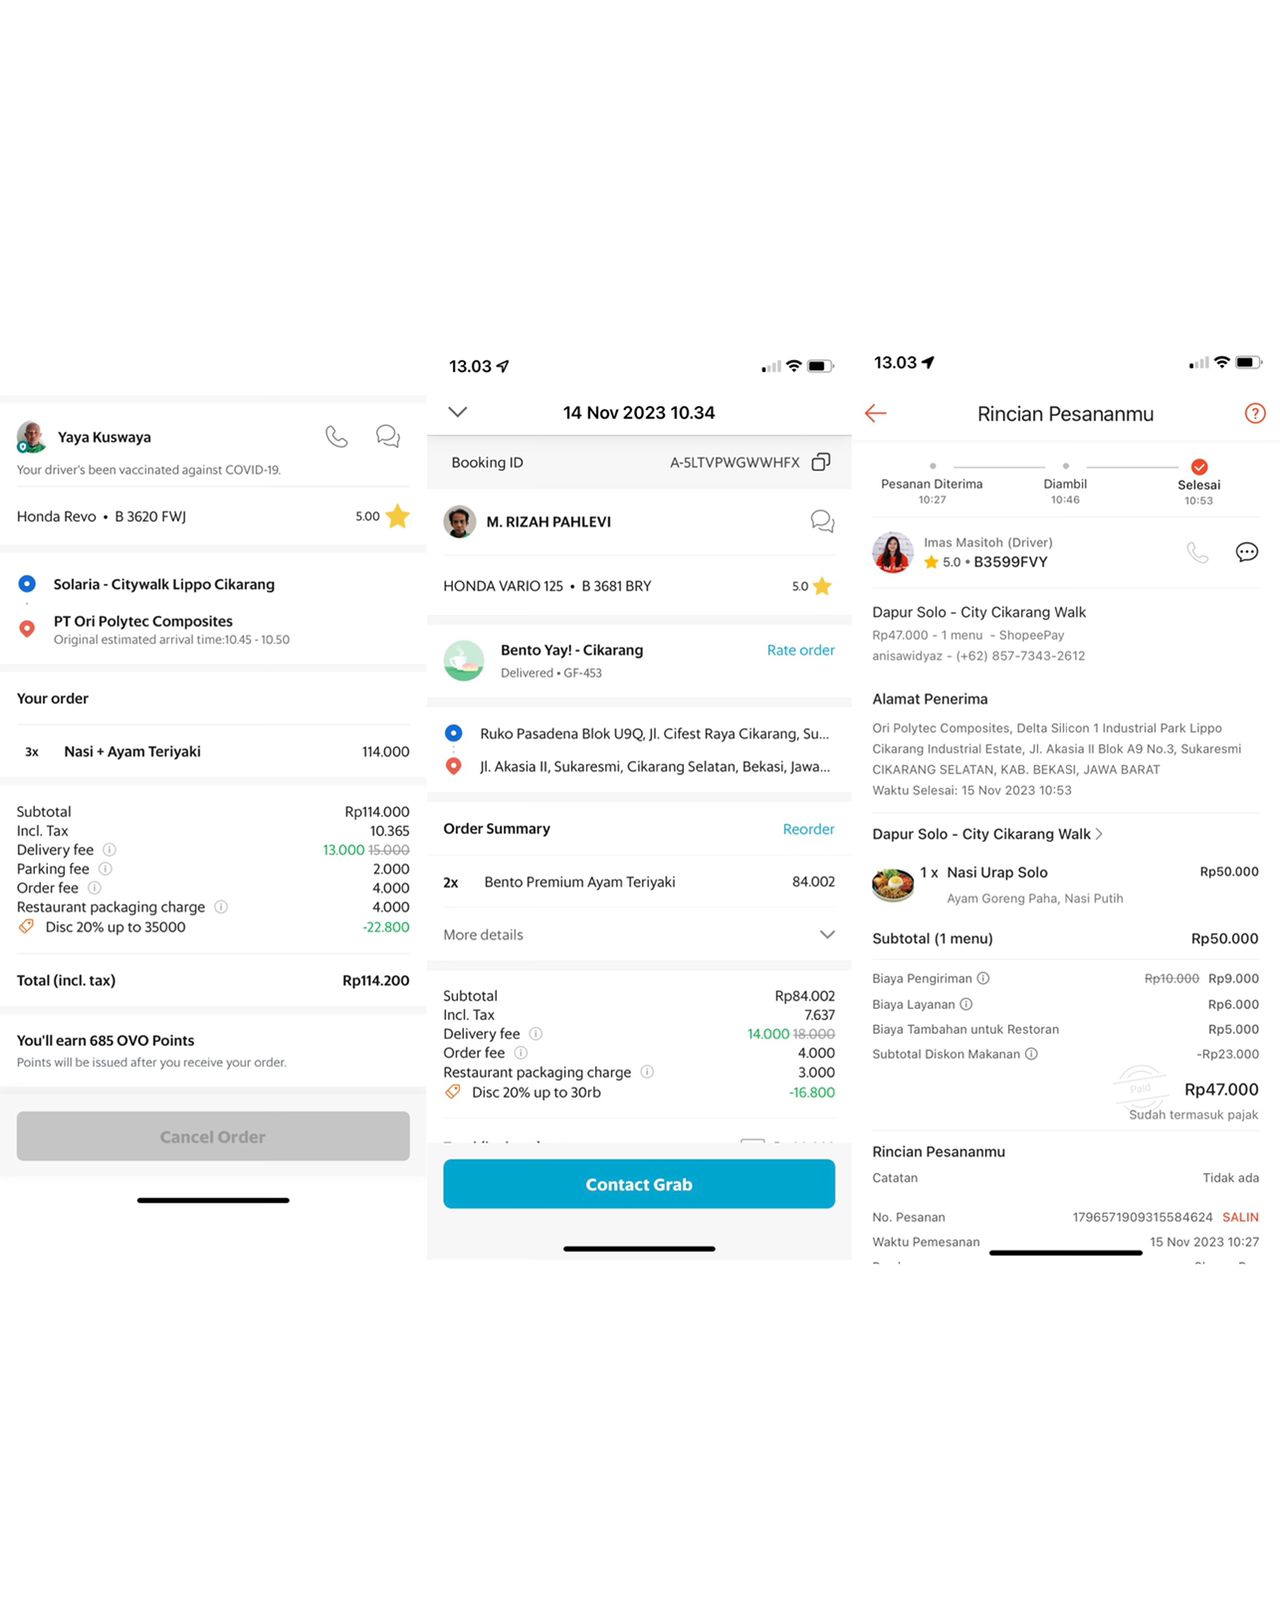 Yaya Kuswaya
Your driver's been vaccinated against COVID-19.
Honda Revo • B 3620 FWJ
5.00
Solaria - Citywalk Lippo Cikarang
PT Ori Polytec Composites
Original estimated arrival time:10.45 - 10.50
Your order
3x Nasi + Ayam Teriyaki 114.000
Subtotal Rp114.000
Incl. Tax 10.365
Delivery fee 13.000 15.000
Parking fee 2.000
Order fee 4.000
Restaurant packaging charge 4.000
Disc 20% up to 35000 -22.800
Total (incl. tax) Rp114.200
You'll earn 685 OVO Points
Points will be issued after you receive your order.
Cancel Order
13.03
14 Nov 2023 10.34
Booking ID A-5LTVPWGWWHFX
M. RIZAH PAHLEVI
HONDA VARIO 125 • B 3681 BRY 5.0
Bento Yay! - Cikarang Rate order
Delivered • GF-453
Ruko Pasadena Blok U9Q, Jl. Cifest Raya Cikarang, Su...
Jl. Akasia II, Sukaresmi, Cikarang Selatan, Bekasi, Jawa...
Order Summary Reorder
2x Bento Premium Ayam Teriyaki 84.002
More details
Subtotal Rp84.002
Incl. Tax 7.637
Delivery fee 14.000 18.000
Order fee 4.000
Restaurant packaging charge 3.000
Disc 20% up to 30rb -16.800
Contact Grab
13.03
Rincian Pesananmu
Pesanan Diterima Diambil Selesai
10:27 10:46 10:53
Imas Masitoh (Driver)
5.0 • B3599FVY
Dapur Solo - City Cikarang Walk
Rp47.000 - 1 menu - ShopeePay
anisawidyaz - (+62) 857-7343-2612
Alamat Penerima
Ori Polytec Composites, Delta Silicon 1 Industrial Park Lippo
Cikarang Industrial Estate, Jl. Akasia II Blok A9 No.3, Sukaresmi
CIKARANG SELATAN, KAB. BEKASI, JAWA BARAT
Waktu Selesai: 15 Nov 2023 10:53
Dapur Solo - City Cikarang Walk
1 x Nasi Urap Solo Rp50.000
Ayam Goreng Paha, Nasi Putih
Subtotal (1 menu) Rp50.000
Biaya Pengiriman Rp10.000 Rp9.000
Biaya Layanan Rp6.000
Biaya Tambahan untuk Restoran Rp5.000
Subtotal Diskon Makanan -Rp23.000
Paid Rp47.000
Sudah termasuk pajak
Rincian Pesananmu
Catatan Tidak ada
No. Pesanan 1796571909315584624 SALIN
Waktu Pemesanan 15 Nov 2023 10:27